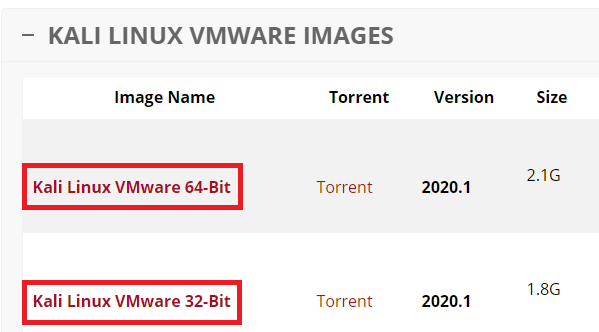 − KALI LINUX VMWARE IMAGES
Image Name Torrent Version Size
Kali Linux VMware 64-Bit Torrent 2020.1 2.1G
Kali Linux VMware 32-Bit Torrent 2020.1 1.8G